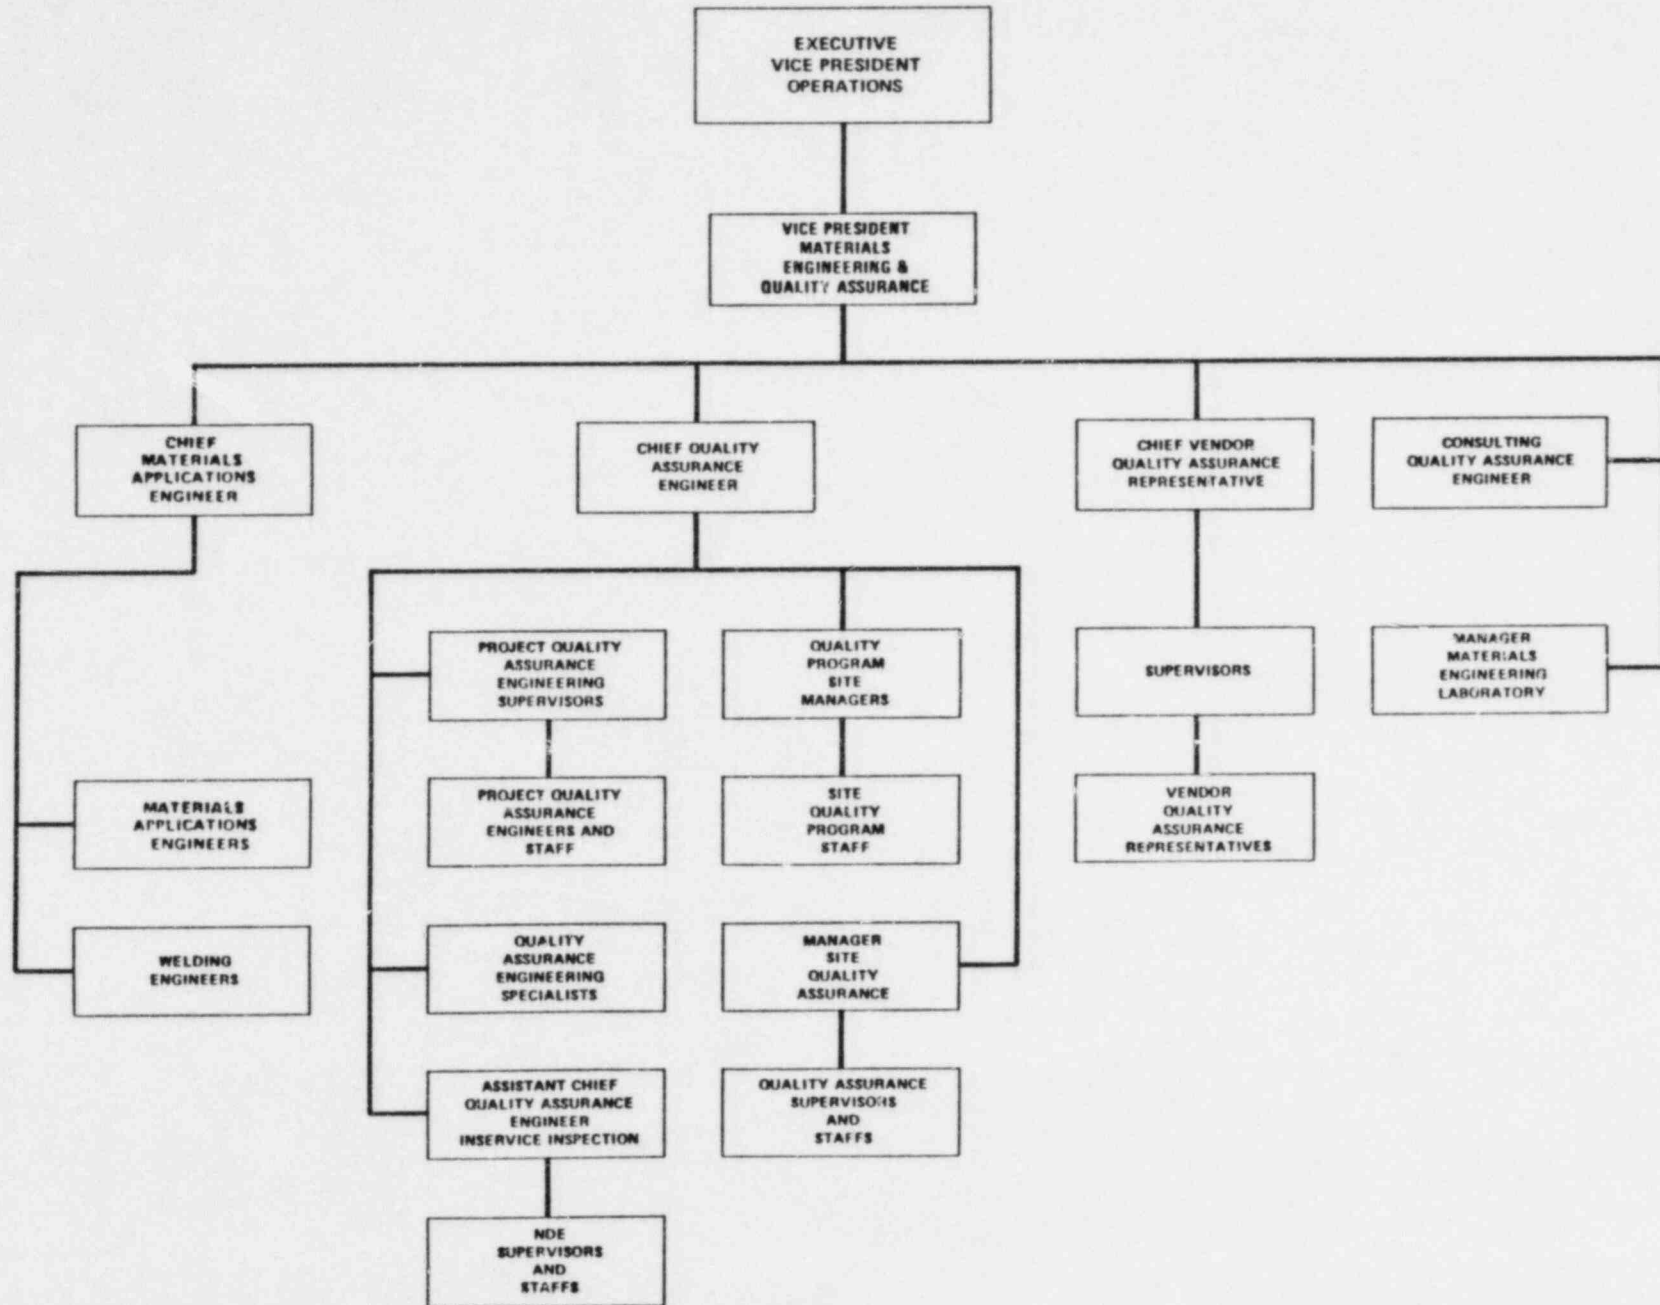 EXECUTIVE
VICE PRESIDENT
OPERATIONS
VICE PRESIDENT
MATERIALS
ENGINEERING &
QUALITY ASSURANCE
CHIEF
MATERIALS
APPLICATIONS
ENGINEER
CHIEF QUALITY
ASSURANCE
ENGINEER
CHIEF VENDOR
QUALITY ASSURANCE
REPRESENTATIVE
CONSULTING
QUALITY ASSURANCE
ENGINEER
PROJECT QUALITY
ASSURANCE
ENGINEERING
SUPERVISORS
QUALITY
PROGRAM
SITE
MANAGERS
SUPERVISORS
MANAGER
MATERIALS
ENGINEERING
LABORATORY
MATERIALS
APPLICATIONS
ENGINEERS
PROJECT QUALITY
ASSURANCE
ENGINEERS AND
STAFF
SITE
QUALITY
PROGRAM
STAFF
VENDOR
QUALITY
ASSURANCE
REPRESENTATIVES
WELDING
ENGINEERS
QUALITY
ASSURANCE
ENGINEERING
SPECIALISTS
MANAGER
SITE
QUALITY
ASSURANCE
ASSISTANT CHIEF
QUALITY ASSURANCE
ENGINEER
INSERVICE INSPECTION
QUALITY ASSURANCE
SUPERVISORS
AND
STAFFS
NDE
SUPERVISORS
AND
STAFFS